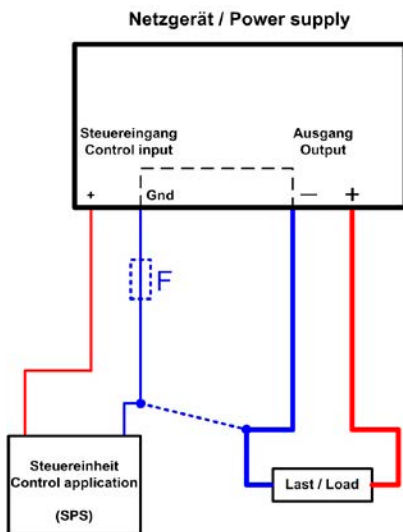 Netzgerät / Power supply
Steuereingang
Control input
Ausgang
Output
+
Gnd
—
+
F
Steuereinheit
Control application
(SPS)
Last / Load